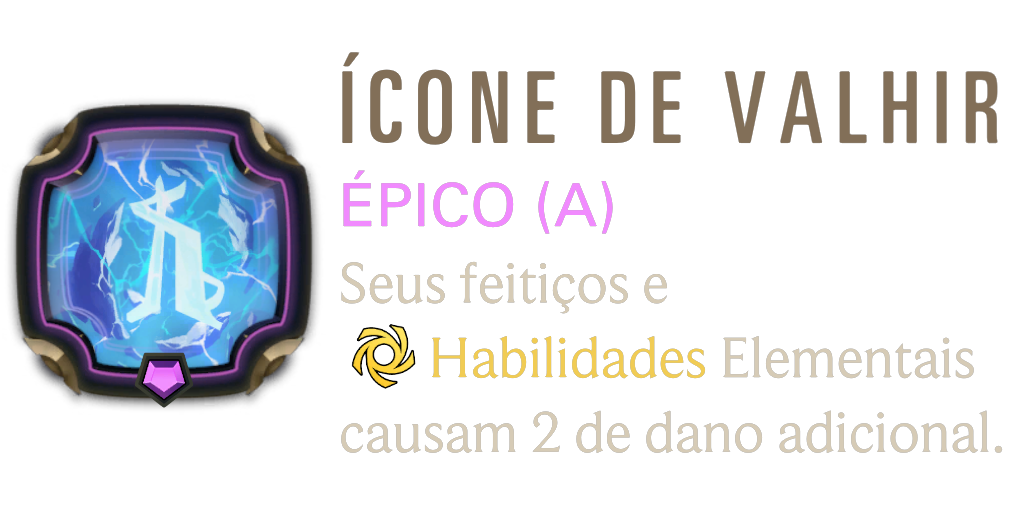 ÍCONE DE VALHIR
ÉPICO (A)
Seus feitiços e
Habilidades Elementais
causam 2 de dano adicional.